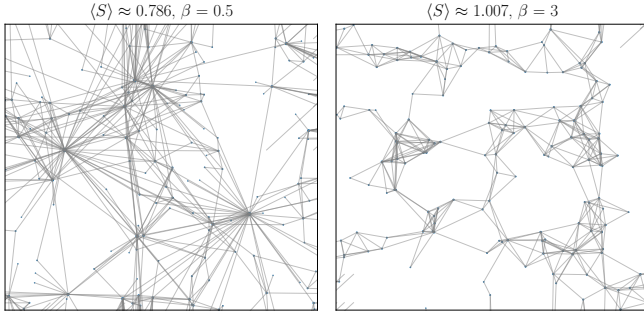 ⟨S⟩ ≈ 0.786, β = 0.5
⟨S⟩ ≈ 1.007, β = 3